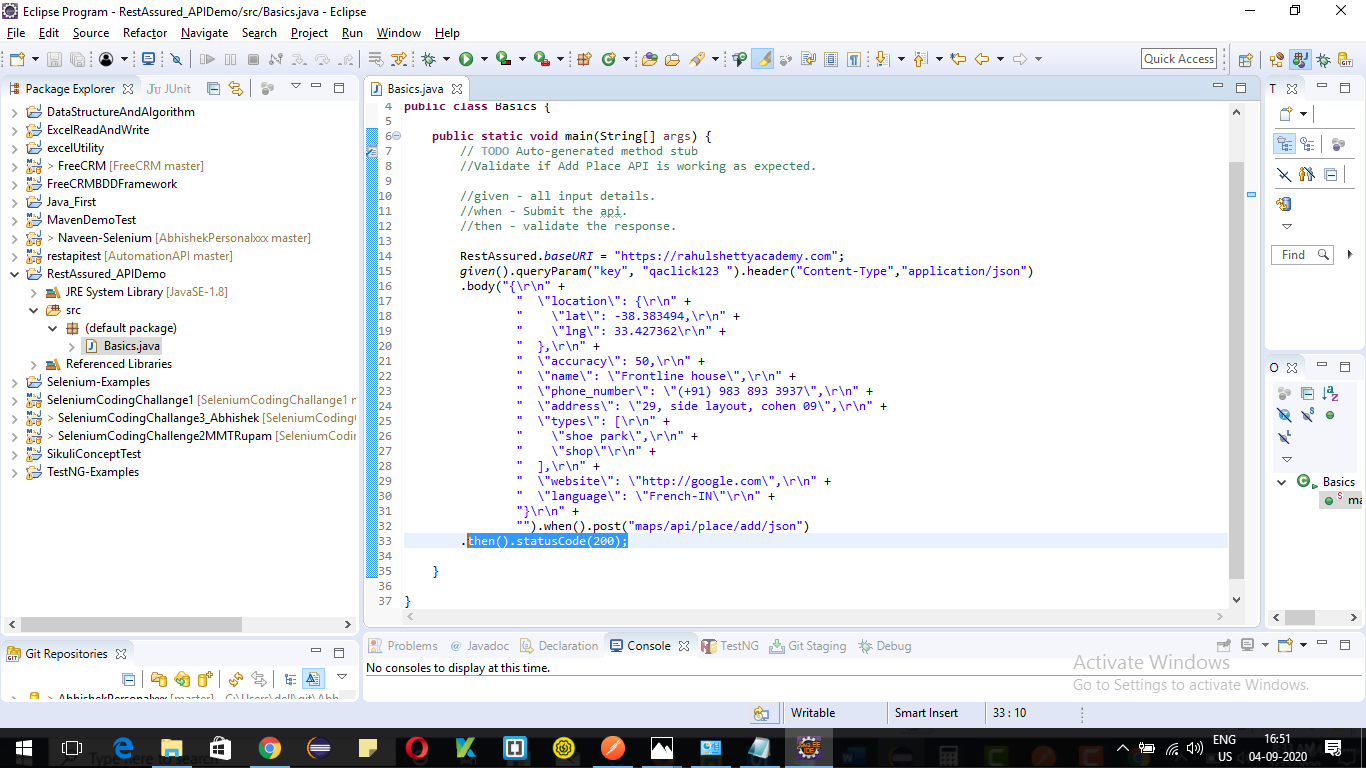 Eclipse Program - RestAssured_APIDemo/src/Basics.java - Eclipse
File Edit Source Refactor Navigate Search Project Run Window Help
Quick Access
Package Explorer JUnit
DataStructureAndAlgorithm
ExcelReadAndWrite
excelUtility
> FreeCRM [FreeCRM master]
FreeCRMBDDFramework
Java_First
MavenDemoTest
> Naveen-Selenium [AbhishekPersonalxxx master]
restapitest [AutomationAPI master]
RestAssured_APIDemo
JRE System Library [JavaSE-1.8]
src
(default package)
Basics.java
Referenced Libraries
Selenium-Examples
SeleniumCodingChallange1 [SeleniumCodingChallange1 r
> SeleniumCodingChallange3_Abhishek [SeleniumCoding
> SeleniumCodingChallenge2MMTRupam [SeleniumCodin
SikuliConceptTest
TestNG-Examples
Git Repositories
AbhishekPersonalxxx [master] - C:\Users\dell\git\Abh
Basics.java
4 public class Basics {
5
6 public static void main(String[] args) {
7 // TODO Auto-generated method stub
8 //Validate if Add Place API is working as expected.
9
10 //given - all input details.
11 //when - Submit the api.
12 //then - validate the response.
13
14 RestAssured.baseURI = "https://rahulshettyacademy.com";
15 given().queryParam("key", "qaclick123 ").header("Content-Type","application/json")
16 .body("{\r\n" +
17 "  \"location\": {\r\n" +
18 "    \"lat\": -38.383494,\r\n" +
19 "    \"lng\": 33.427362\r\n" +
20 "  },\r\n" +
21 "  \"accuracy\": 50,\r\n" +
22 "  \"name\": \"Frontline house\",\r\n" +
23 "  \"phone_number\": \"(+91) 983 893 3937\",\r\n" +
24 "  \"address\": \"29, side layout, cohen 09\",\r\n" +
25 "  \"types\": [\r\n" +
26 "    \"shoe park\",\r\n" +
27 "    \"shop\"\r\n" +
28 "  ],\r\n" +
29 "  \"website\": \"http://google.com\",\r\n" +
30 "  \"language\": \"French-IN\"\r\n" +
31 "}\r\n" +
32 "").when().post("maps/api/place/add/json")
33 .then().statusCode(200);
34
35 }
36
37 }
T
Find
O
Basics
S ma
Problems @ Javadoc Declaration Console TestNG Git Staging Debug
No consoles to display at this time.
Activate Windows
Go to Settings to activate Windows.
Writable Smart Insert 33 : 10
Type here to search
ENG 16:51
US 04-09-2020